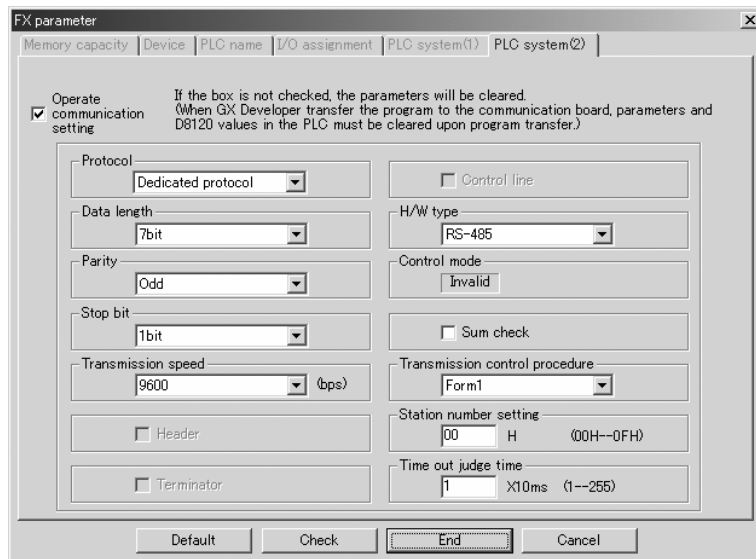 FX parameter
Memory capacity Device PLC name I/O assignment PLC system(1) PLC system(2)
Operate
communication
setting
If the box is not checked, the parameters will be cleared.
(When GX Developer transfer the program to the communication board, parameters and
D8120 values in the PLC must be cleared upon program transfer.)
Protocol
Dedicated protocol
Control line
Data length
7bit
H/W type
RS-485
Parity
Odd
Control mode
Invalid
Stop bit
1bit
Sum check
Transmission speed
9600 (bps)
Transmission control procedure
Form1
Header
Station number setting
00 H (00H--0FH)
Terminator
Time out judge time
1 X10ms (1--255)
Default Check End Cancel